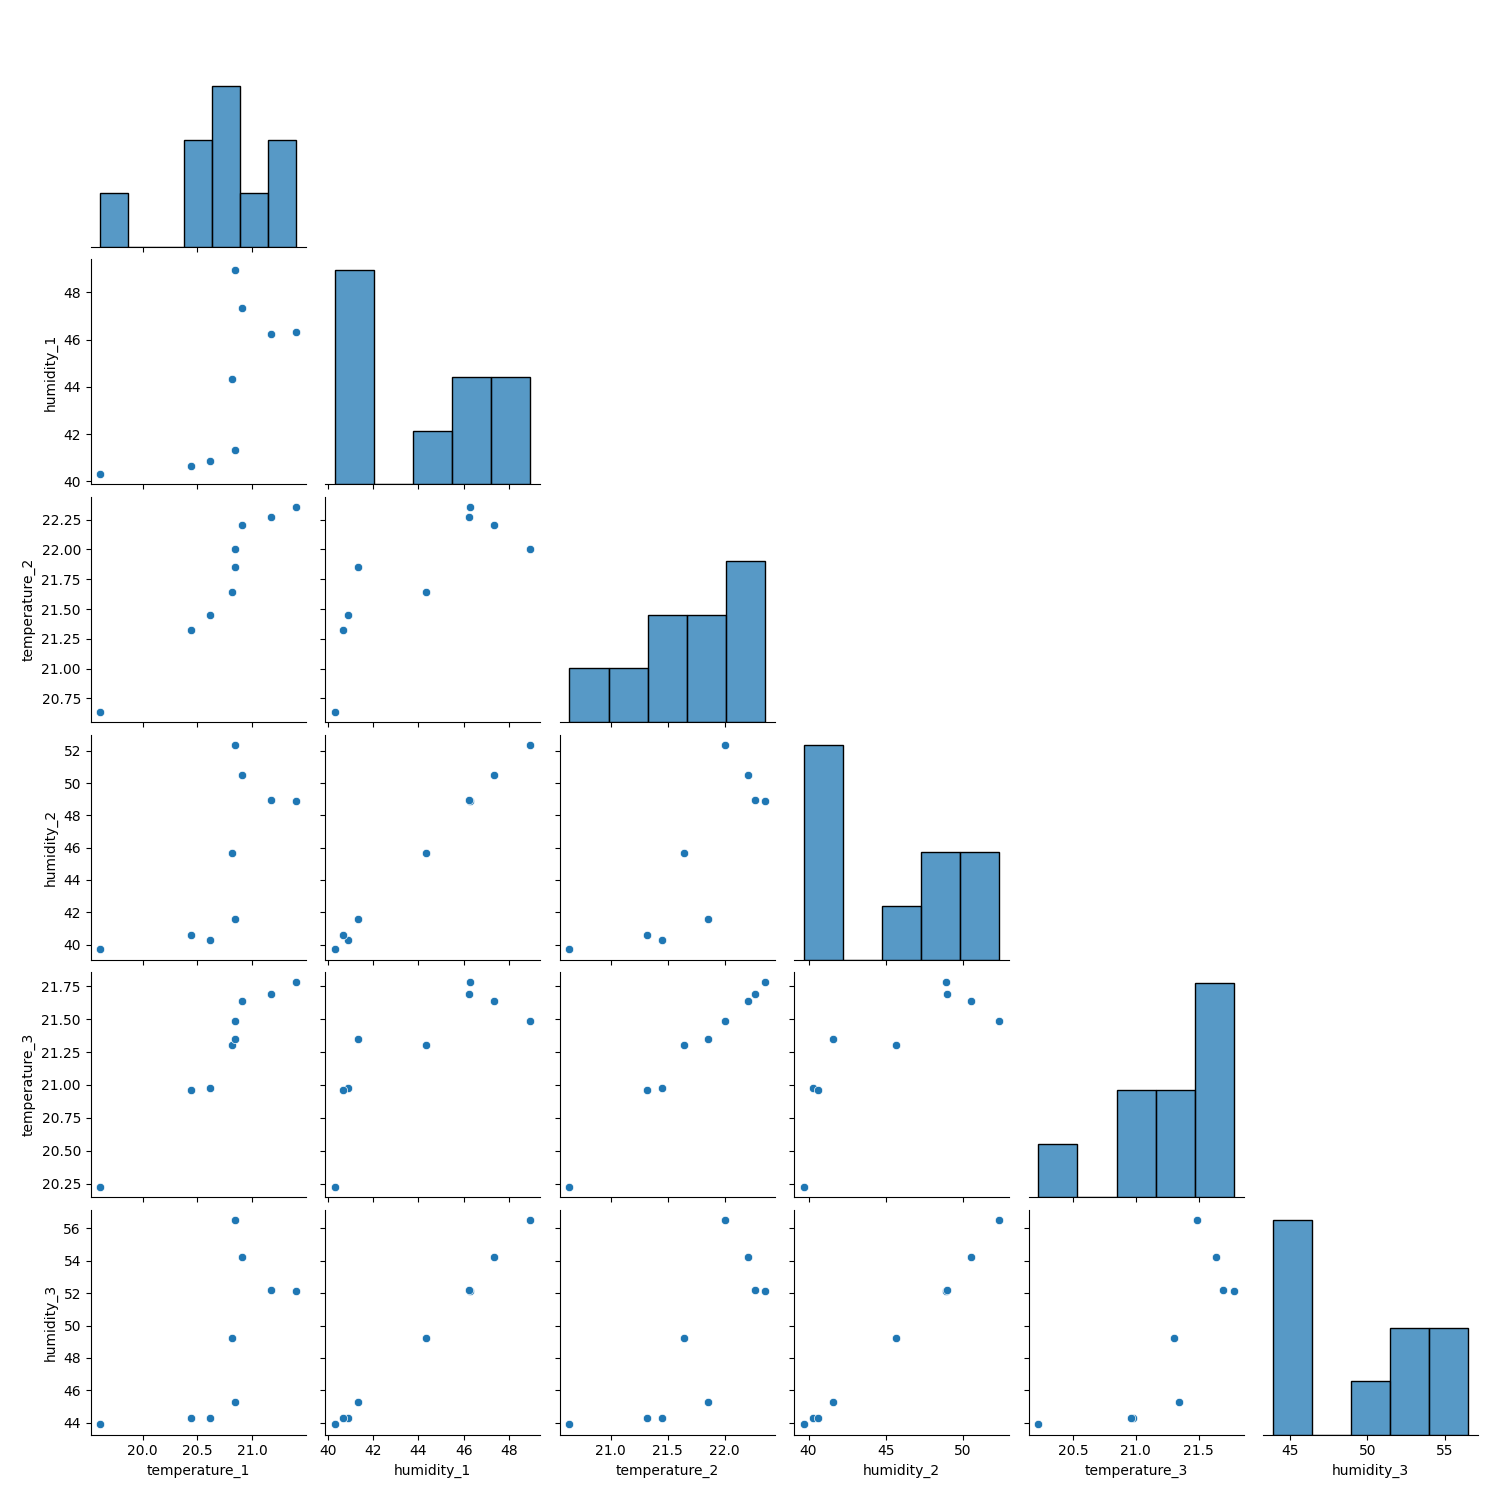 humidity_1
48
46
44
42
40
temperature_2
22.25
22.00
21.75
21.50
21.25
21.00
20.75
humidity_2
52
50
48
46
44
42
40
temperature_3
21.75
21.50
21.25
21.00
20.75
20.50
20.25
humidity_3
56
54
52
50
48
46
44
20.0 20.5 21.0
40 42 44 46 48
21.0 21.5 22.0
40 45 50
20.5 21.0 21.5
45 50 55
temperature_1 humidity_1 temperature_2 humidity_2 temperature_3 humidity_3